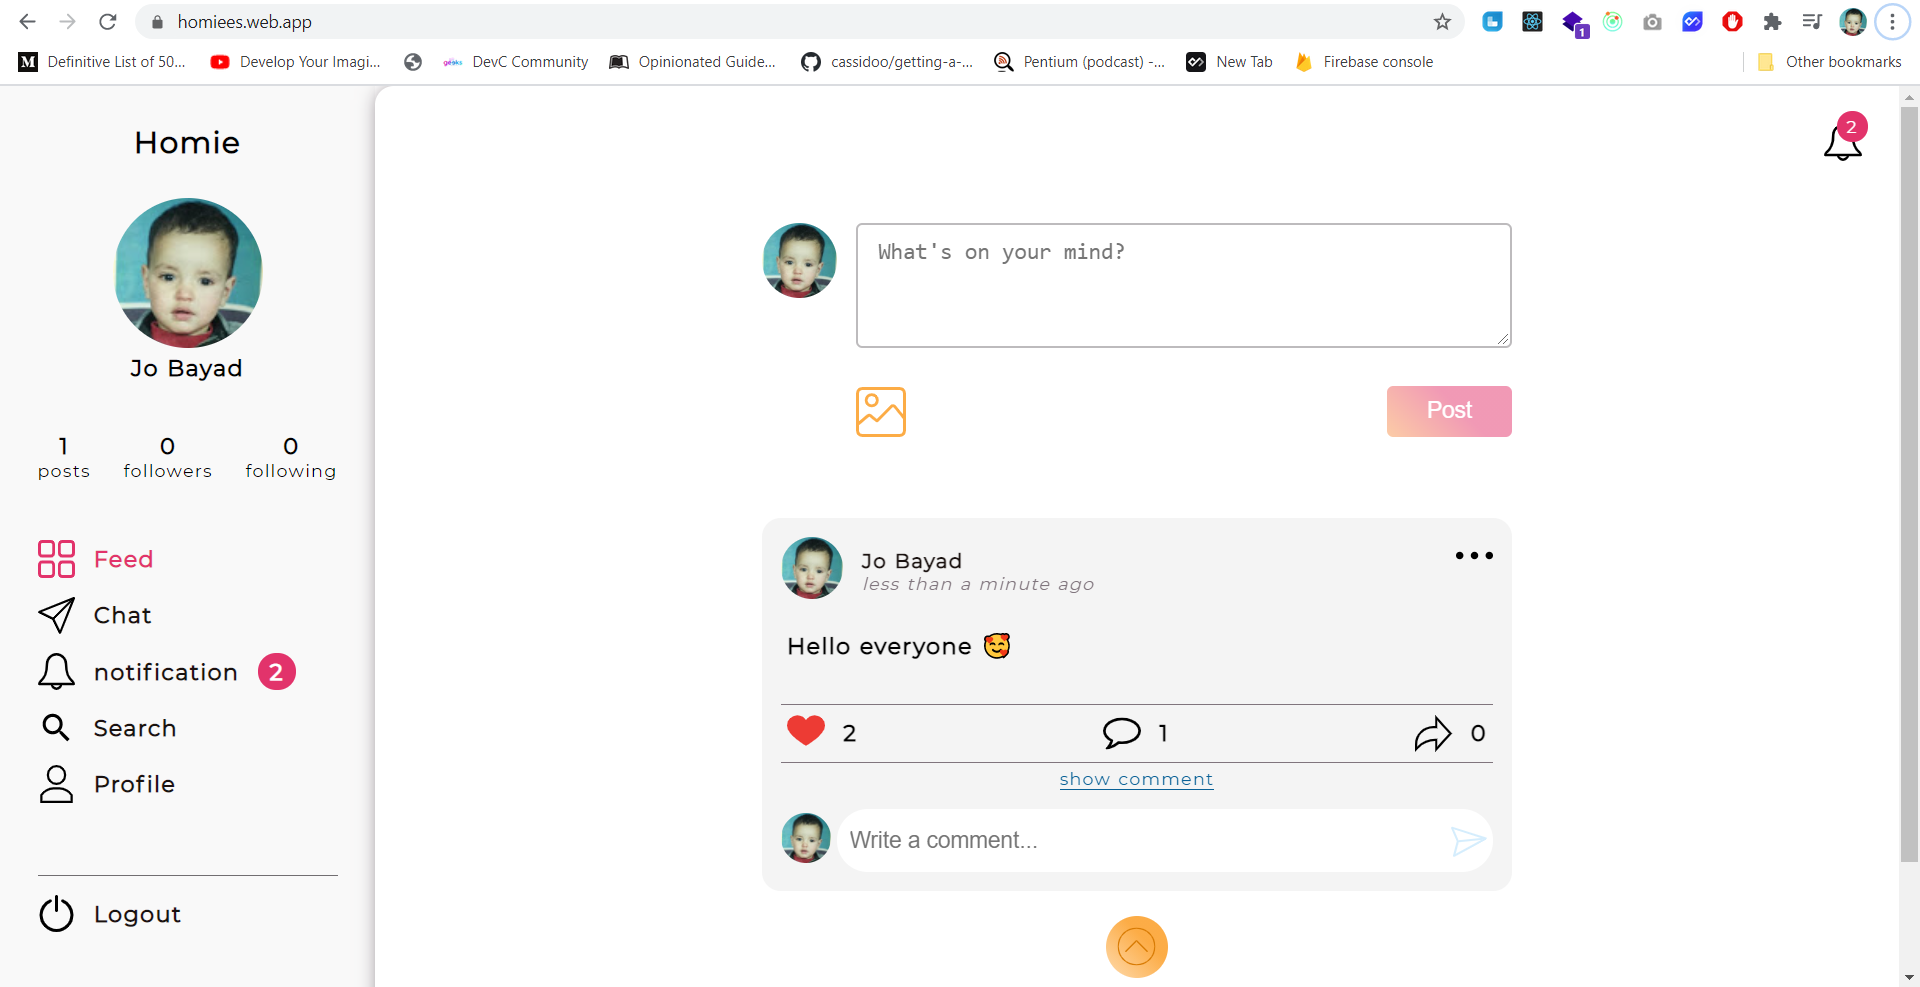 homiees.web.app
1
M Definitive List of 50... Develop Your Imagi... geeks DevC Community Opinionated Guide... cassidoo/getting-a-... Pentium (podcast) -... New Tab Firebase console Other bookmarks
Homie
Jo Bayad
1 0 0
posts followers following
Feed
Chat
notification 2
Search
Profile
Logout
2
What's on your mind?
Post
Jo Bayad
less than a minute ago
Hello everyone 🥰
2 1 0
show comment
Write a comment...